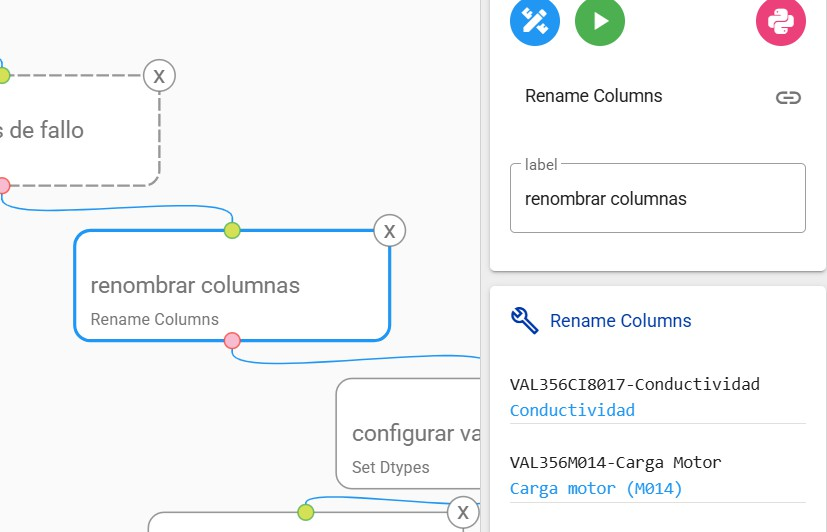 s de fallo
X
renombrar columnas
Rename Columns
X
configurar va
Set Dtypes
X
Rename Columns
label
renombrar columnas
Rename Columns
VAL356CI8017-Conductividad
Conductividad
VAL356M014-Carga Motor
Carga motor (M014)